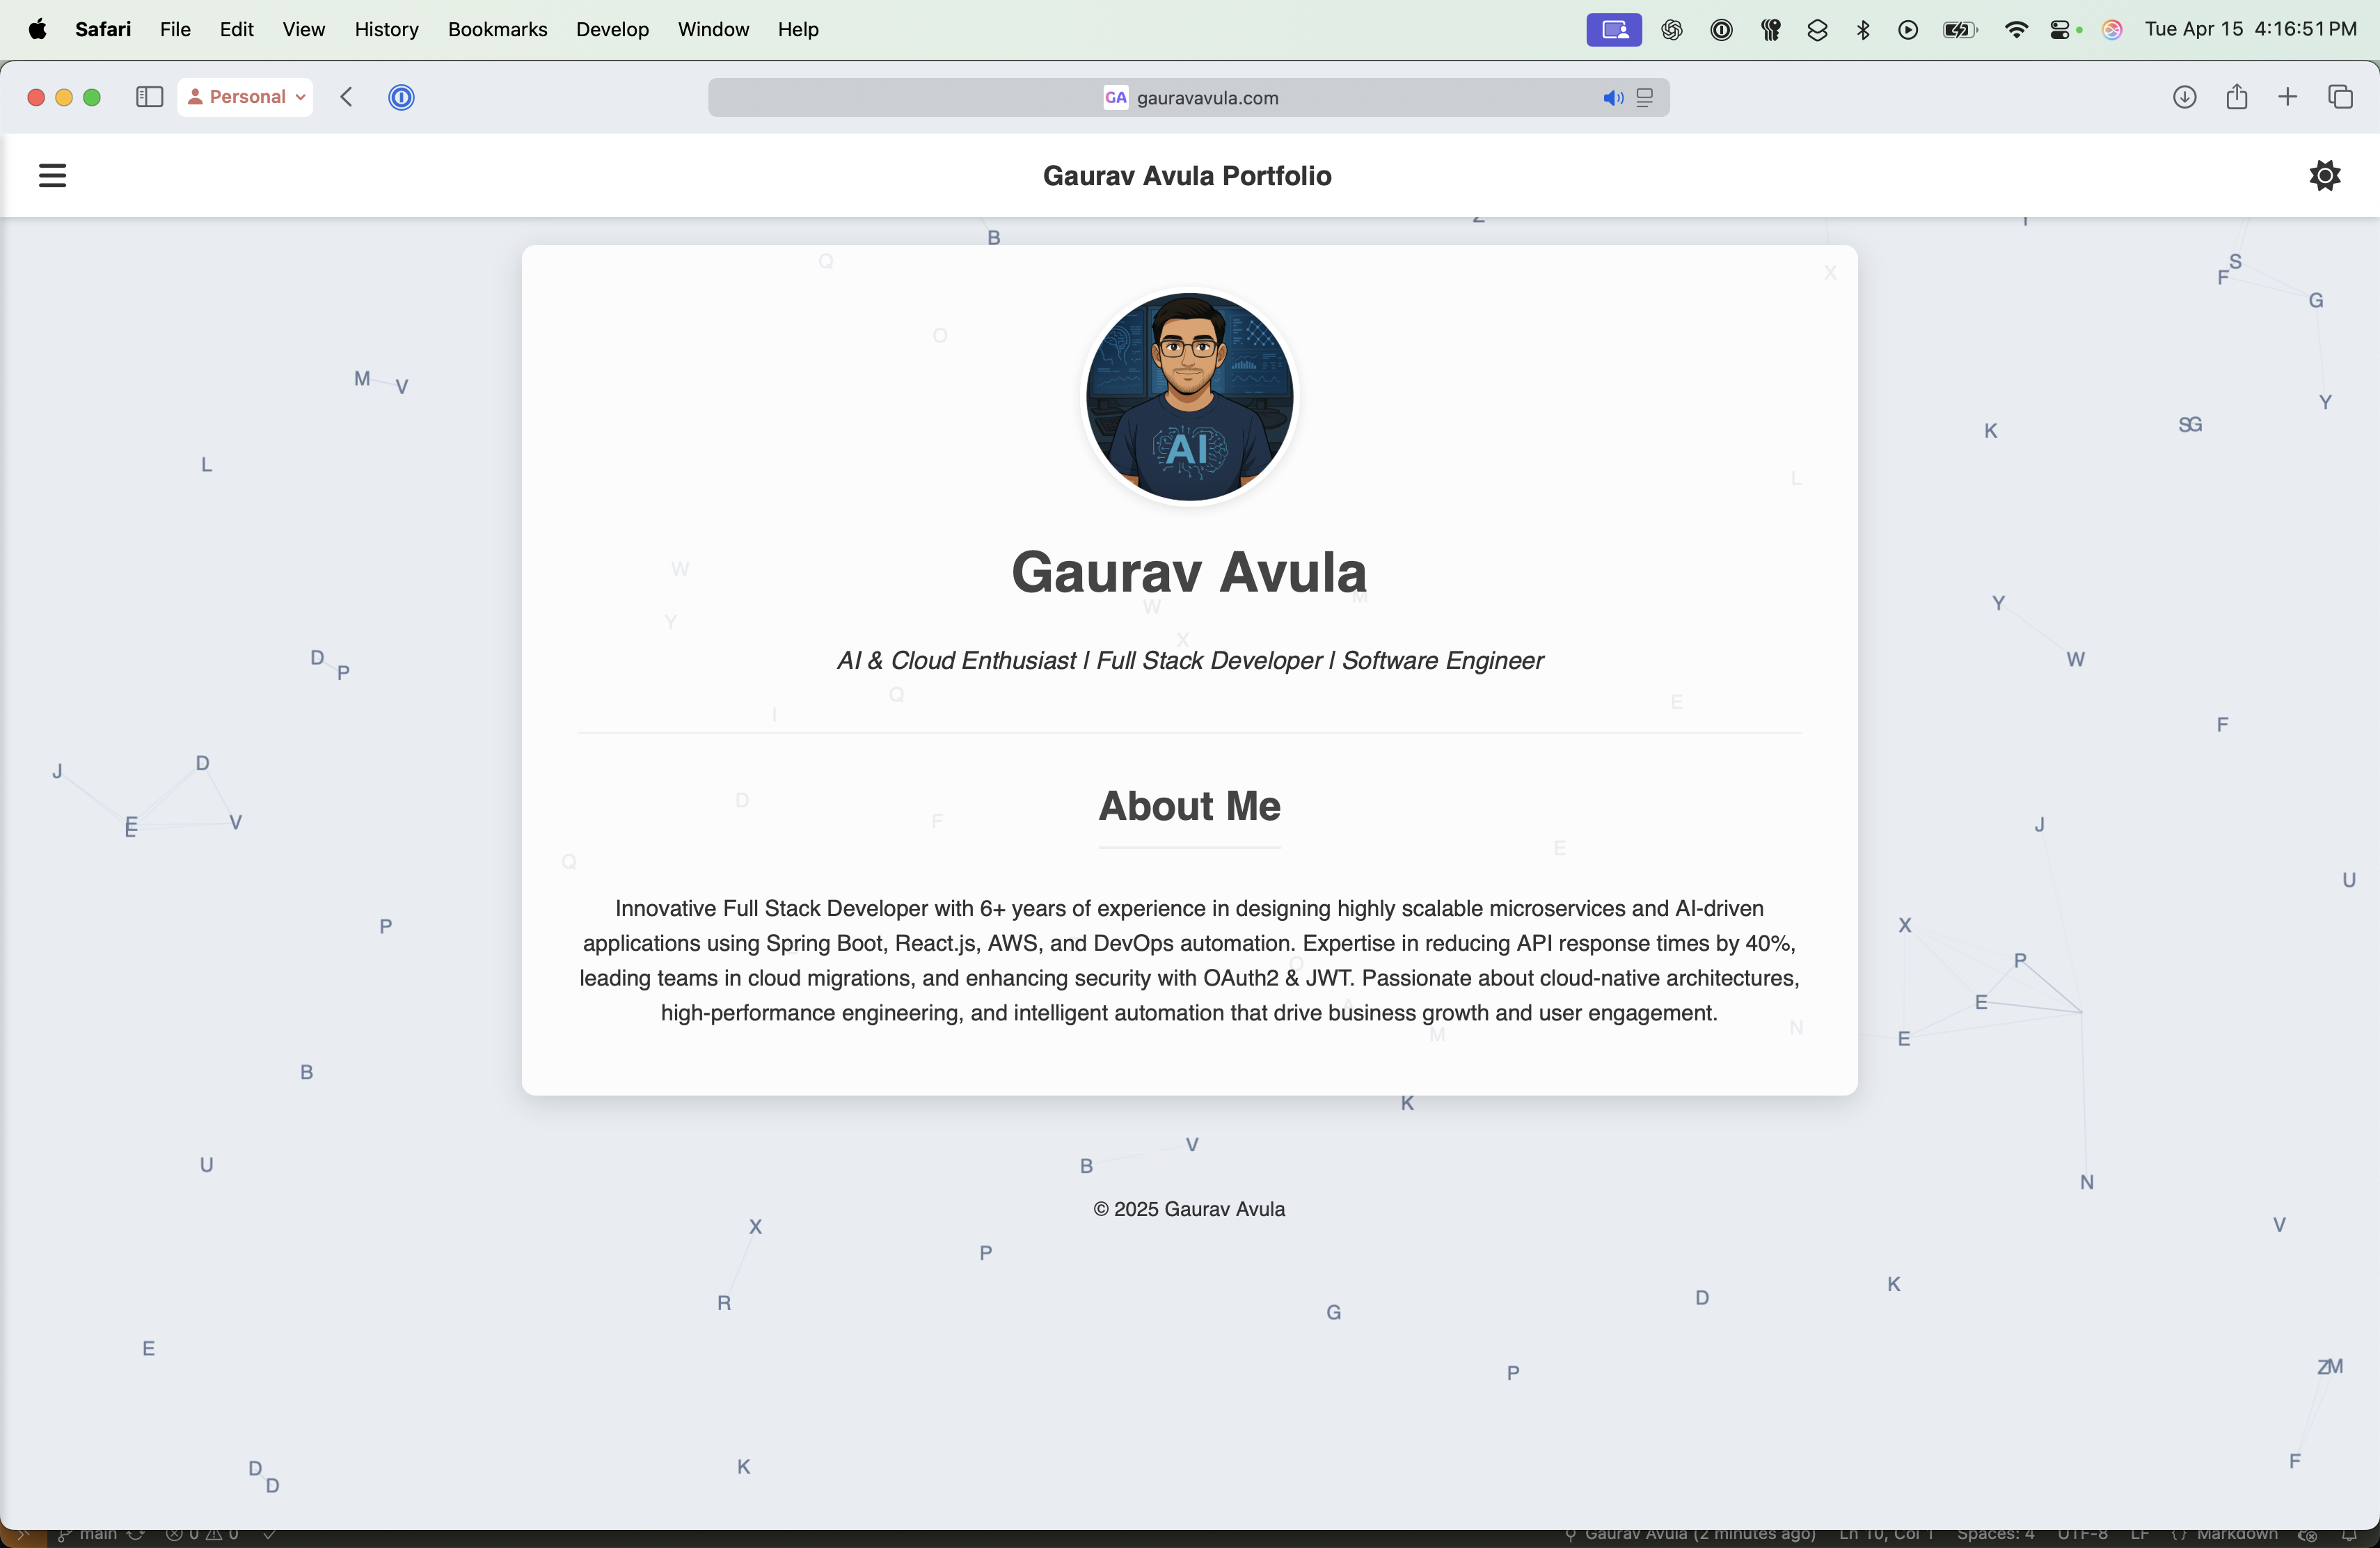 Safari File Edit View History Bookmarks Develop Window Help Tue Apr 15 4:16:51 PM
Personal GA gauravavula.com
Gaurav Avula Portfolio
B
Q
X
S
F
G
O
M V
Y
K
SG
L
L
AI
W
Gaurav Avula
Y
W
M
Y
X
D
P
AI & Cloud Enthusiast | Full Stack Developer | Software Engineer
W
Q
E
I
F
J
D
E
E
V
D
F
About Me
J
Q
E
U
Innovative Full Stack Developer with 6+ years of experience in designing highly scalable microservices and AI-driven
applications using Spring Boot, React.js, AWS, and DevOps automation. Expertise in reducing API response times by 40%,
leading teams in cloud migrations, and enhancing security with OAuth2 & JWT. Passionate about cloud-native architectures,
high-performance engineering, and intelligent automation that drive business growth and user engagement.
P
X
P
E
E
M
N
B
K
V
B
U
N
© 2025 Gaurav Avula
V
X
P
R
G
D
K
E
P
ZM
D
D
K
F
main 0 0 Gaurav Avula (2 minutes ago) Ln 10, Col 1 Spaces: 4 UTF-8 LF {} Markdown